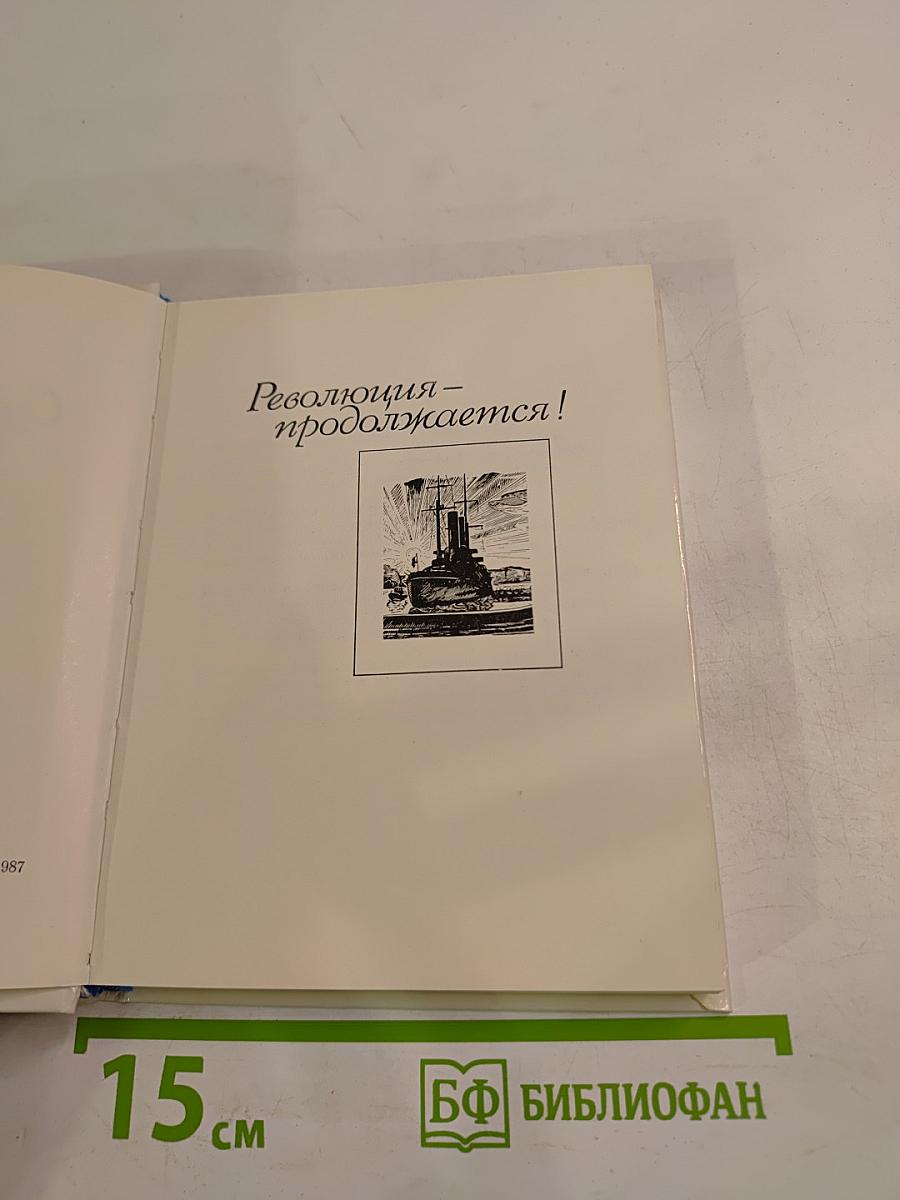 Революция –
продолжается!
987
15 см
БФ БИБЛИОФАН